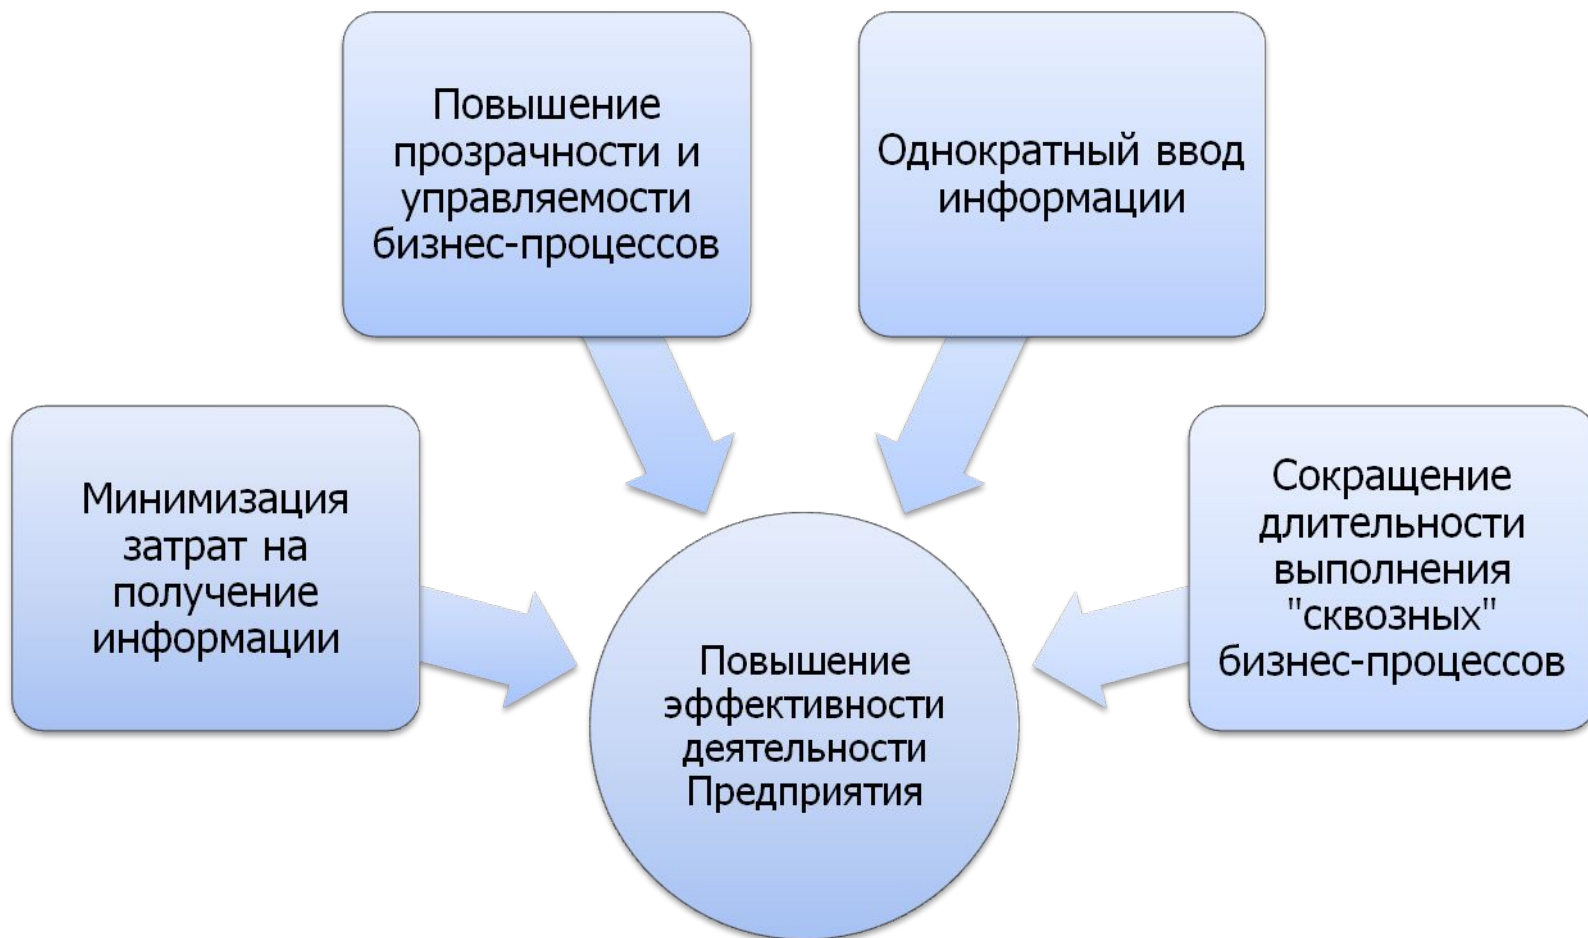 Повышение
прозрачности и
управляемости
бизнес-процессов
Однократный ввод
информации
Минимизация
затрат на
получение
информации
Сокращение
длительности
выполнения
"сквозных"
бизнес-процессов
Повышение
эффективности
деятельности
Предприятия